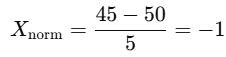 X_norm = (45 − 50) / 5 = −1